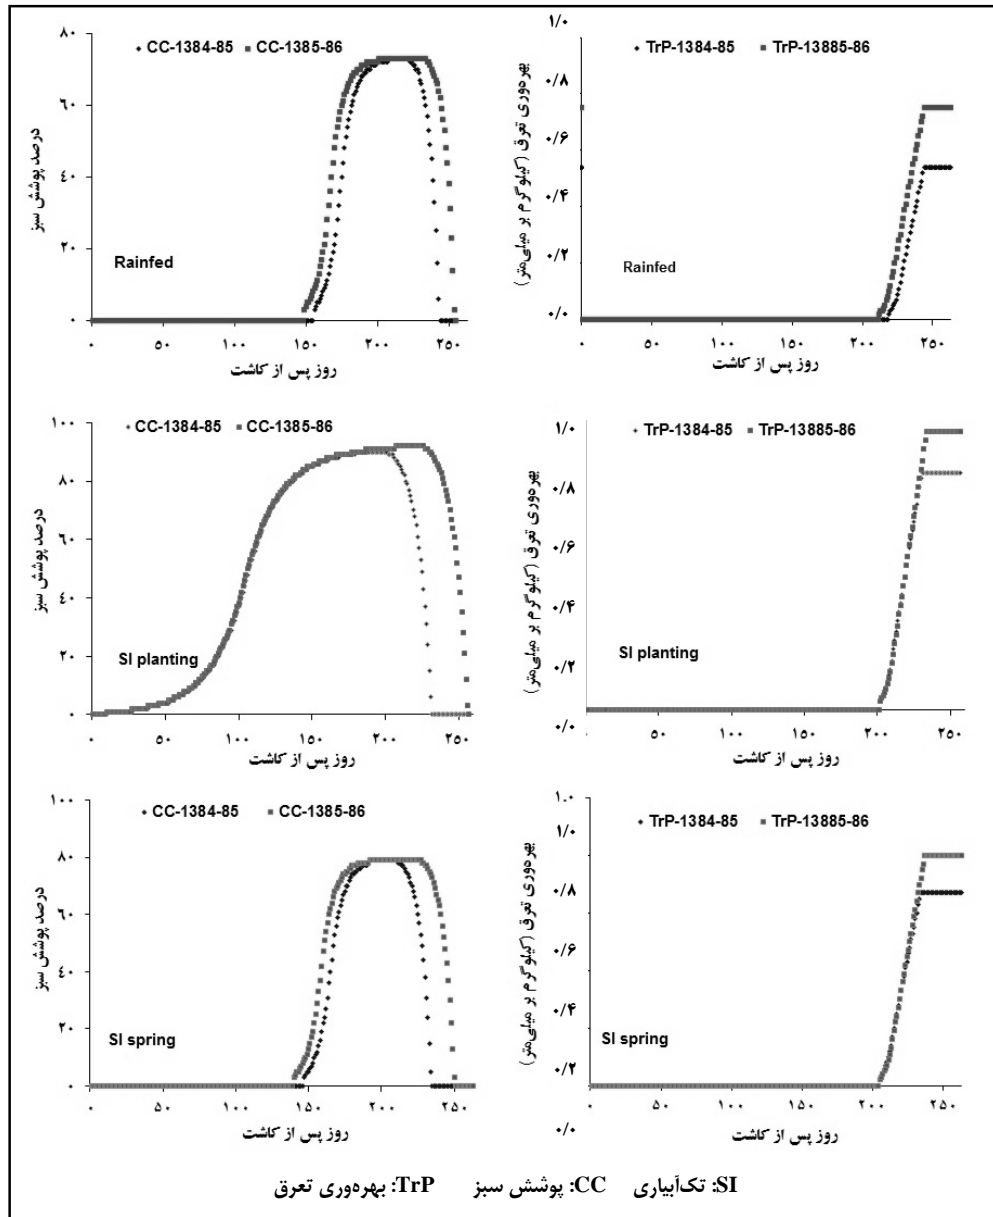 CC-1384-85 CC-1385-86
۸۰
۶۰
۴۰
۲۰
۰
درصد پوشش سبز
Rainfed
۰ ۵۰ ۱۰۰ ۱۵۰ ۲۰۰ ۲۵۰
روز پس از کاشت
TrP-1384-85 TrP-13885-86
۱/۰
۰/۸
۰/۶
۰/۴
۰/۲
۰/۰
بهره‌وری تعرق (کیلوگرم بر میلی‌متر)
Rainfed
۰ ۵۰ ۱۰۰ ۱۵۰ ۲۰۰ ۲۵۰
روز پس از کاشت
CC-1384-85 CC-1385-86
۱۰۰
۸۰
۶۰
۴۰
۲۰
۰
درصد پوشش سبز
SI planting
۰ ۵۰ ۱۰۰ ۱۵۰ ۲۰۰ ۲۵۰
روز پس از کاشت
TrP-1384-85 TrP-13885-86
۱/۰
۰/۸
۰/۶
۰/۴
۰/۲
۰/۰
بهره‌وری تعرق (کیلوگرم بر میلی‌متر)
SI planting
۰ ۵۰ ۱۰۰ ۱۵۰ ۲۰۰ ۲۵۰
روز پس از کاشت
CC-1384-85 CC-1385-86
۱۰۰
۸۰
۶۰
۴۰
۲۰
۰
درصد پوشش سبز
SI spring
۰ ۵۰ ۱۰۰ ۱۵۰ ۲۰۰ ۲۵۰
روز پس از کاشت
TrP-1384-85 TrP-13885-86
۱.۰
۱/۰
۰/۸
۰/۶
۰/۴
۰/۲
۰/۰
بهره‌وری تعرق (کیلوگرم بر میلی‌متر)
SI spring
۰ ۵۰ ۱۰۰ ۱۵۰ ۲۰۰ ۲۵۰
روز پس از کاشت
SI: تک‌آبیاری CC: پوشش سبز TrP: بهره‌وری تعرق